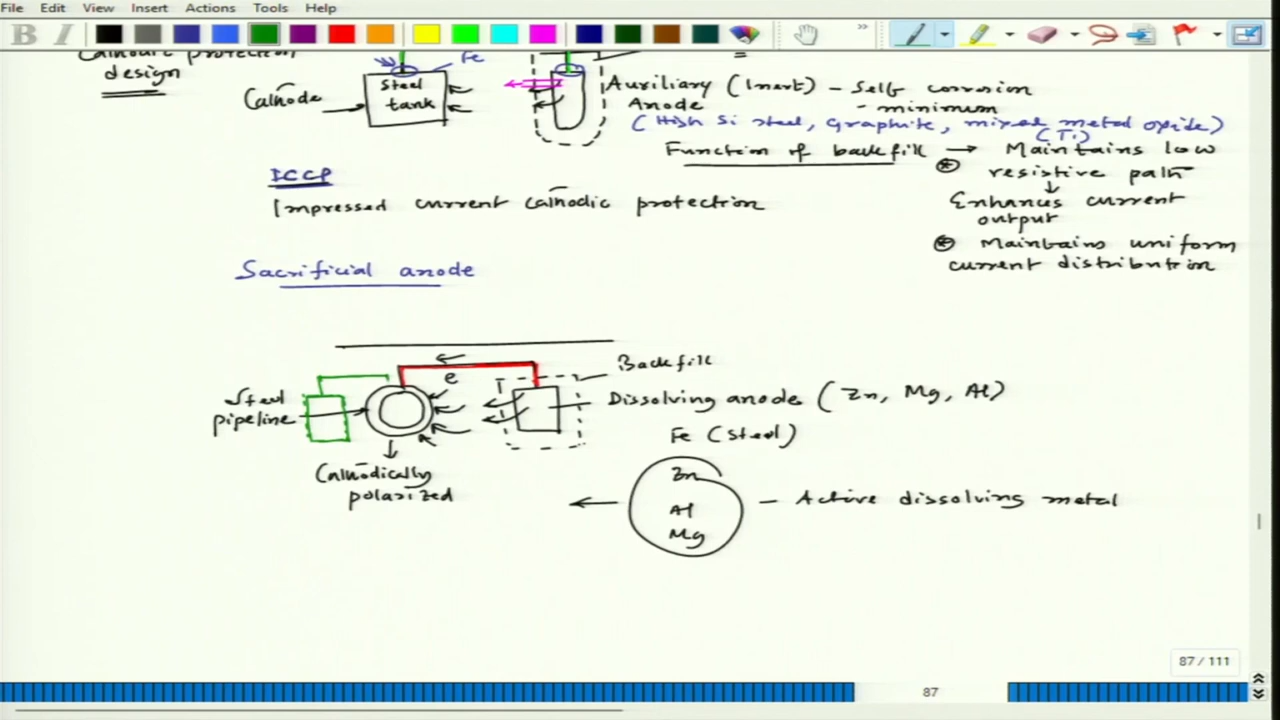 File Edit View Insert Actions Tools Help
B I
Cathodic protection
design
Cathode
Steel
tank
Fe
Auxiliary (Inert) - Self corrosion
Anode - minimum
(High Si steel, Graphite, mixed metal oxide)
(Ti)
Function of backfill → Maintains low
resistive path
↓
Enhances current
output
* Maintains uniform
current distribution
ICCP
Impressed current cathodic protection
Sacrificial anode
Backfill
e
Steel
pipeline
Dissolving anode (Zn, Mg, Al)
Fe (Steel)
Cathodically
polarized
Zn
Al
Mg
- Active dissolving metal
87 / 111
87